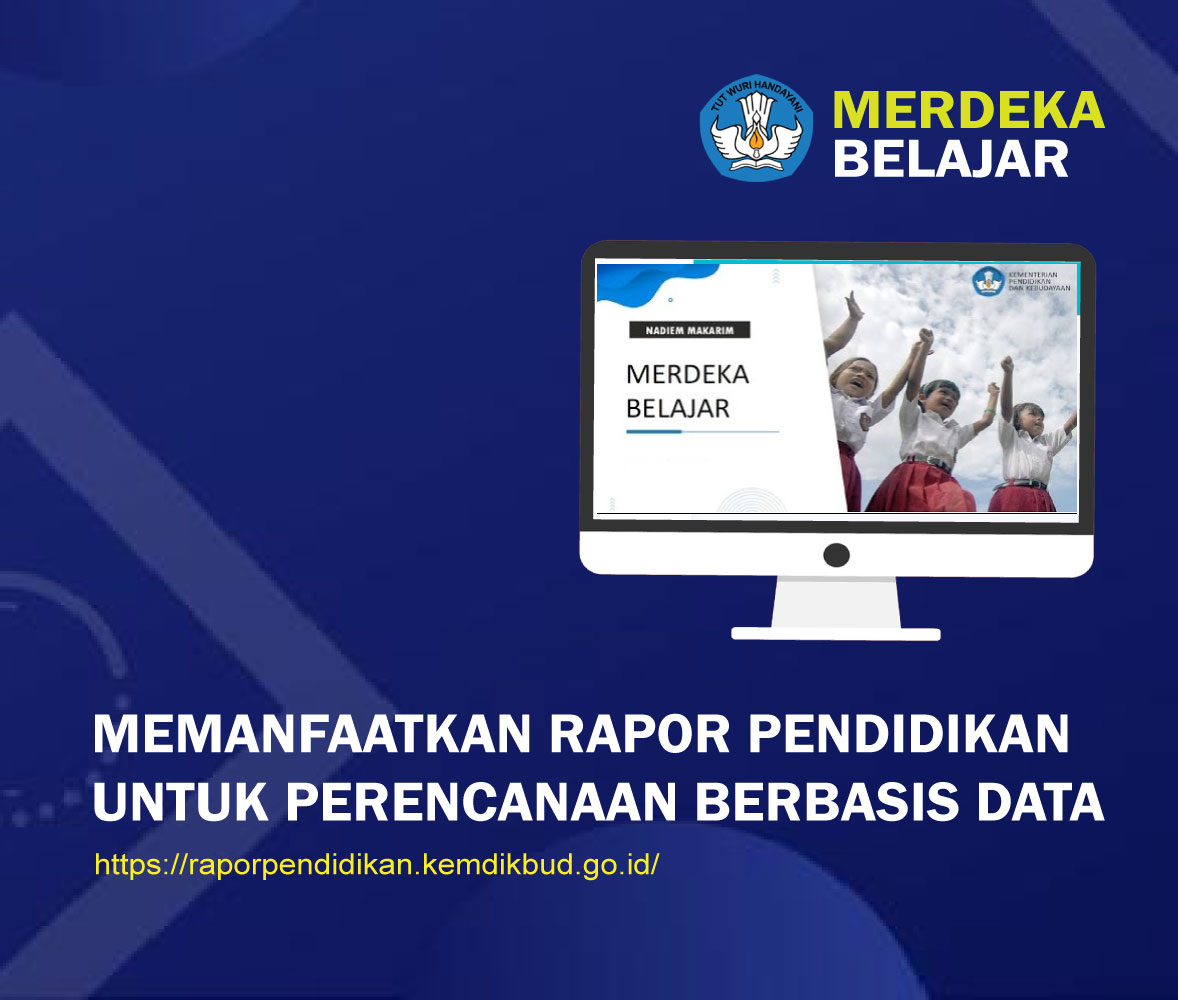 TUT WURI HANDAYANI
MERDEKA
BELAJAR
KEMENTERIAN
PENDIDIKAN
DAN KEBUDAYAAN
NADIEM MAKARIM
MERDEKA
BELAJAR
MEMANFAATKAN RAPOR PENDIDIKAN
UNTUK PERENCANAAN BERBASIS DATA
https://raporpendidikan.kemdikbud.go.id/